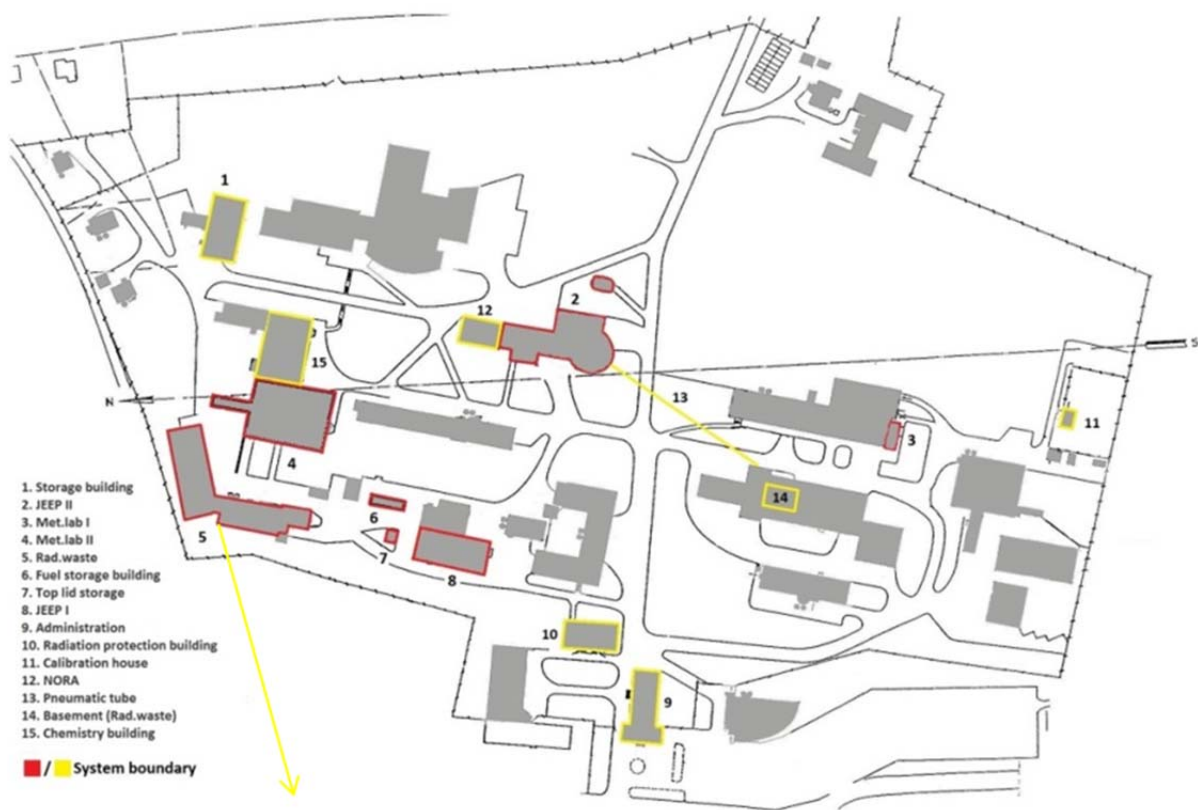 1
2
12
15
S
N
13
11
3
4
14
6
5
7
8
10
9
1. Storage building
2. JEEP II
3. Met.lab I
4. Met.lab II
5. Rad.waste
6. Fuel storage building
7. Top lid storage
8. JEEP I
9. Administration
10. Radiation protection building
11. Calibration house
12. NORA
13. Pneumatic tube
14. Basement (Rad.waste)
15. Chemistry building
/ System boundary